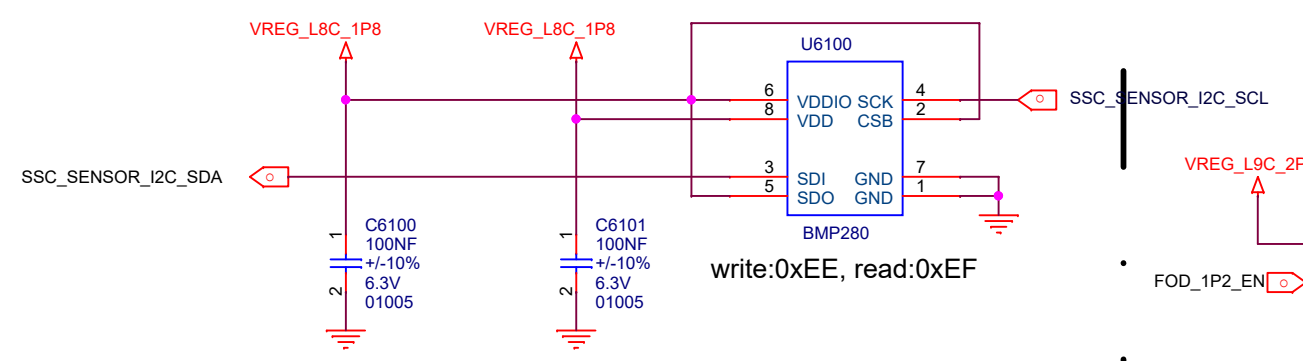 VREG_L8C_1P8
VREG_L8C_1P8
U6100
6
VDDIO SCK
4
SSC_SENSOR_I2C_SCL
8
VDD CSB
2
VREG_L9C_2P
SSC_SENSOR_I2C_SDA
3
SDI GND
7
5
SDO GND
1
C6100
100NF
+/-10%
6.3V
01005
1
2
C6101
100NF
+/-10%
6.3V
01005
1
2
BMP280
write:0xEE, read:0xEF
FOD_1P2_EN